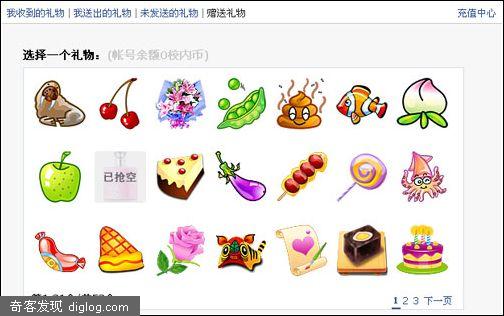 我收到的礼物 | 我送出的礼物 | 未发送的礼物 | 赠送礼物 充值中心
选择一个礼物：(帐号余额0校内币)
已抢空
1 2 3 下一页
奇客发现 diglog.com